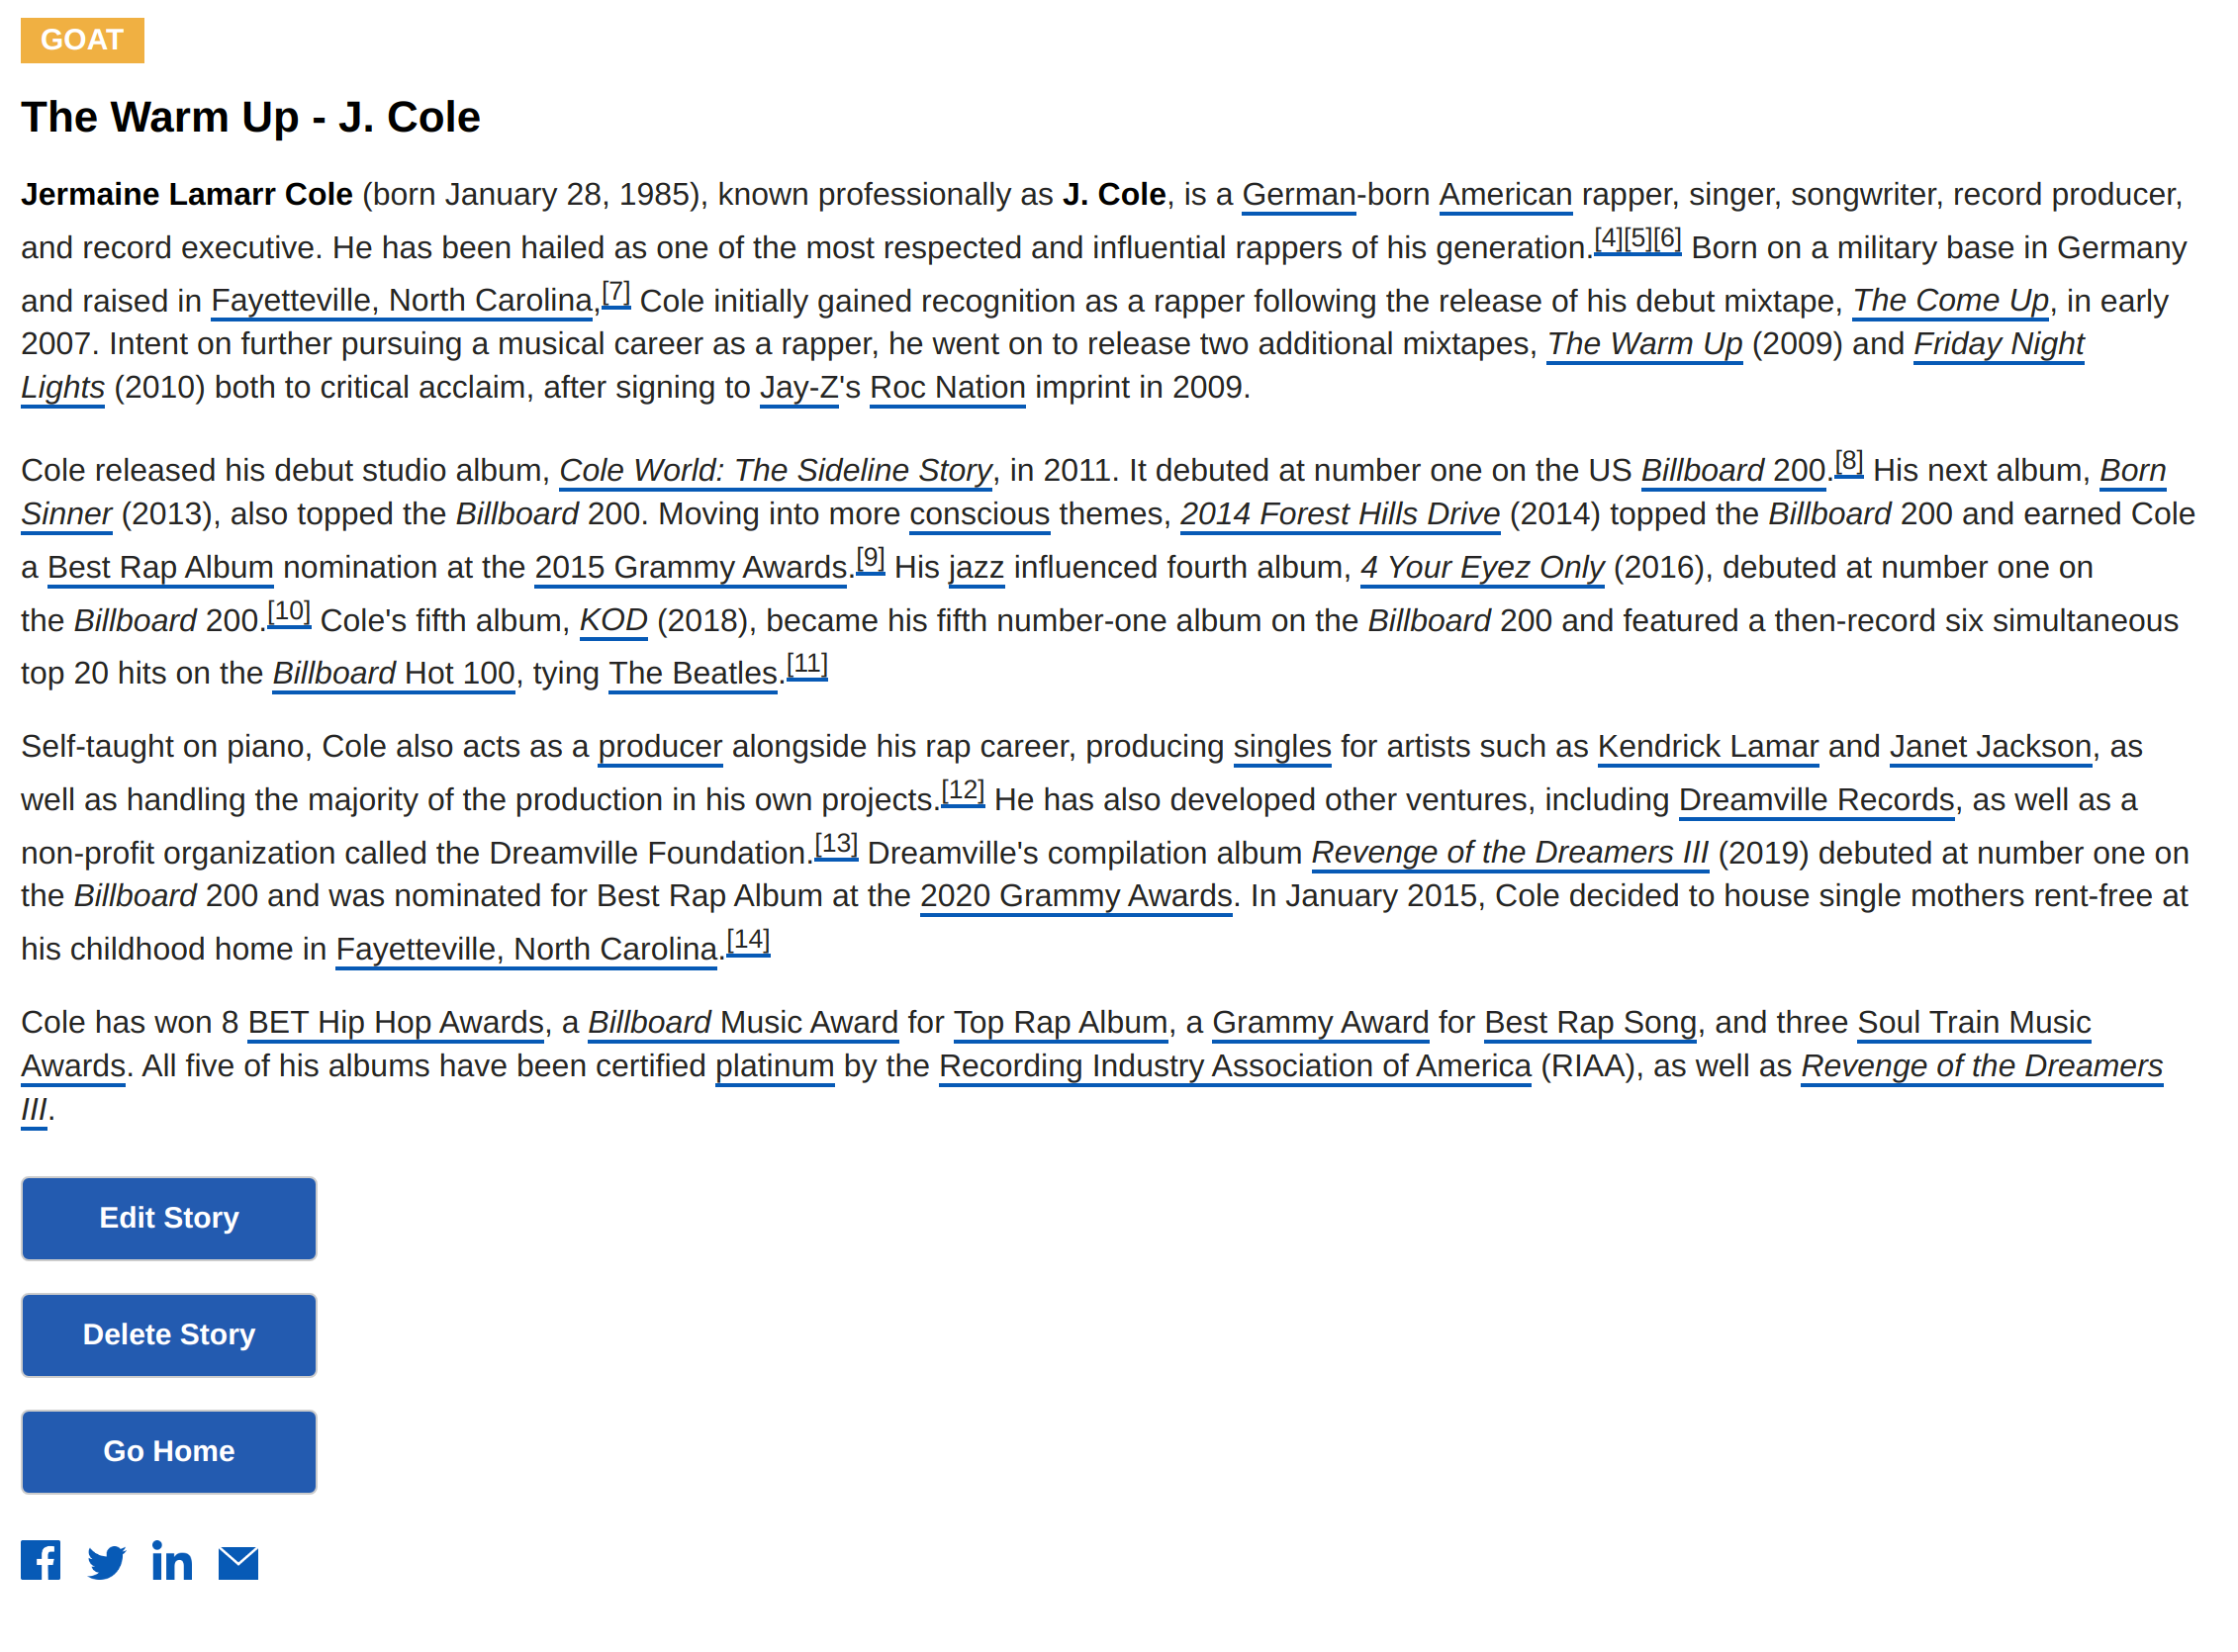 GOAT
The Warm Up - J. Cole
Jermaine Lamarr Cole (born January 28, 1985), known professionally as J. Cole, is a German-born American rapper, singer, songwriter, record producer,
and record executive. He has been hailed as one of the most respected and influential rappers of his generation.[4][5][6] Born on a military base in Germany
and raised in Fayetteville, North Carolina,[7] Cole initially gained recognition as a rapper following the release of his debut mixtape, The Come Up, in early
2007. Intent on further pursuing a musical career as a rapper, he went on to release two additional mixtapes, The Warm Up (2009) and Friday Night
Lights (2010) both to critical acclaim, after signing to Jay-Z's Roc Nation imprint in 2009.
Cole released his debut studio album, Cole World: The Sideline Story, in 2011. It debuted at number one on the US Billboard 200.[8] His next album, Born
Sinner (2013), also topped the Billboard 200. Moving into more conscious themes, 2014 Forest Hills Drive (2014) topped the Billboard 200 and earned Cole
a Best Rap Album nomination at the 2015 Grammy Awards.[9] His jazz influenced fourth album, 4 Your Eyez Only (2016), debuted at number one on
the Billboard 200.[10] Cole's fifth album, KOD (2018), became his fifth number-one album on the Billboard 200 and featured a then-record six simultaneous
top 20 hits on the Billboard Hot 100, tying The Beatles.[11]
Self-taught on piano, Cole also acts as a producer alongside his rap career, producing singles for artists such as Kendrick Lamar and Janet Jackson, as
well as handling the majority of the production in his own projects.[12] He has also developed other ventures, including Dreamville Records, as well as a
non-profit organization called the Dreamville Foundation.[13] Dreamville's compilation album Revenge of the Dreamers III (2019) debuted at number one on
the Billboard 200 and was nominated for Best Rap Album at the 2020 Grammy Awards. In January 2015, Cole decided to house single mothers rent-free at
his childhood home in Fayetteville, North Carolina.[14]
Cole has won 8 BET Hip Hop Awards, a Billboard Music Award for Top Rap Album, a Grammy Award for Best Rap Song, and three Soul Train Music
Awards. All five of his albums have been certified platinum by the Recording Industry Association of America (RIAA), as well as Revenge of the Dreamers
III.
Edit Story
Delete Story
Go Home